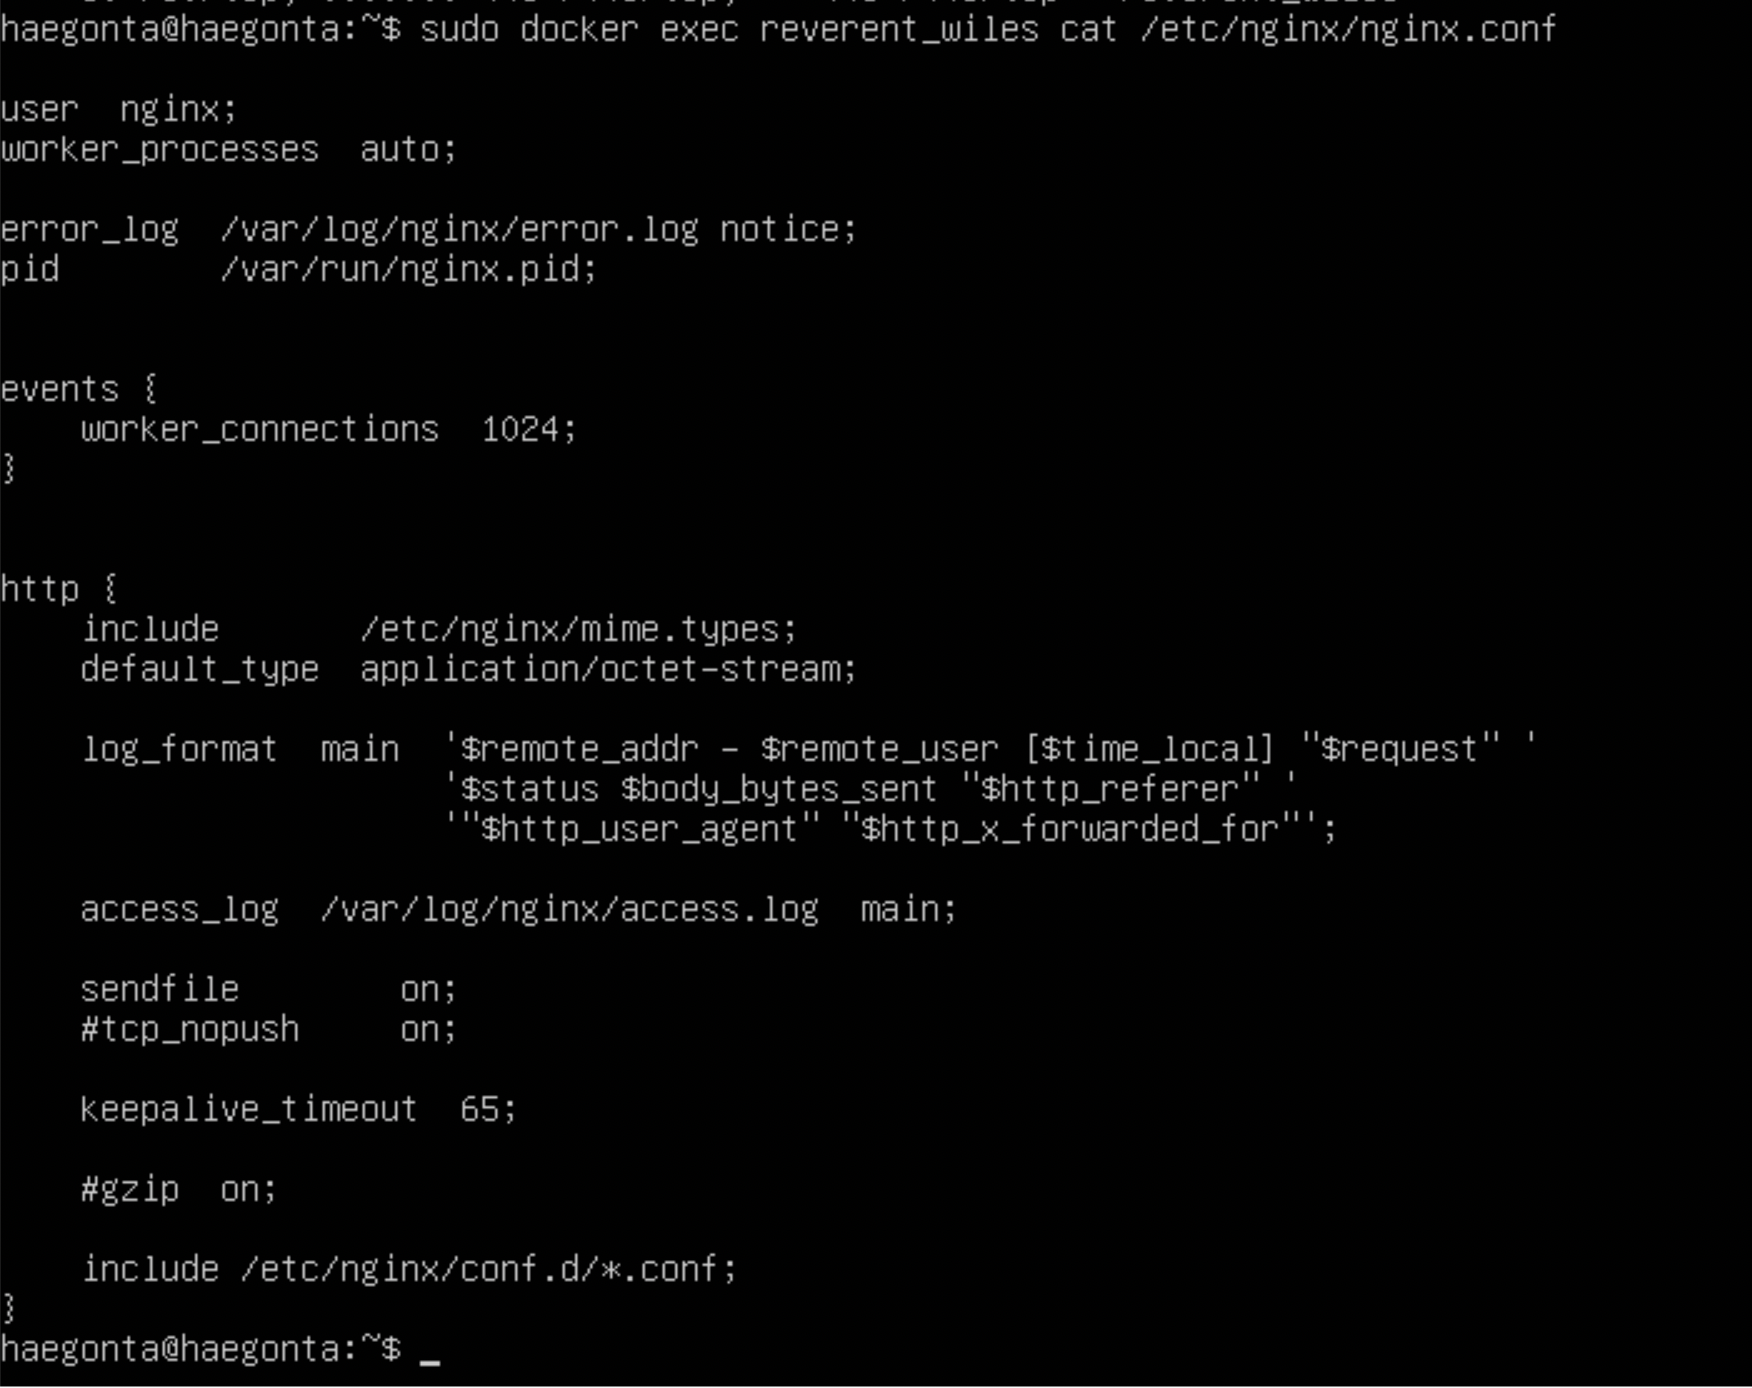 haegonta@haegonta:~$ sudo docker exec reverent_wiles cat /etc/nginx/nginx.conf
user  nginx;
worker_processes  auto;
error_log  /var/log/nginx/error.log notice;
pid        /var/run/nginx.pid;
events {
    worker_connections  1024;
}
http {
    include       /etc/nginx/mime.types;
    default_type  application/octet-stream;
    log_format  main  '$remote_addr - $remote_user [$time_local] "$request" '
                      '$status $body_bytes_sent "$http_referer" '
                      '"$http_user_agent" "$http_x_forwarded_for"';
    access_log  /var/log/nginx/access.log  main;
    sendfile        on;
    #tcp_nopush     on;
    keepalive_timeout  65;
    #gzip  on;
    include /etc/nginx/conf.d/*.conf;
}
haegonta@haegonta:~$ _